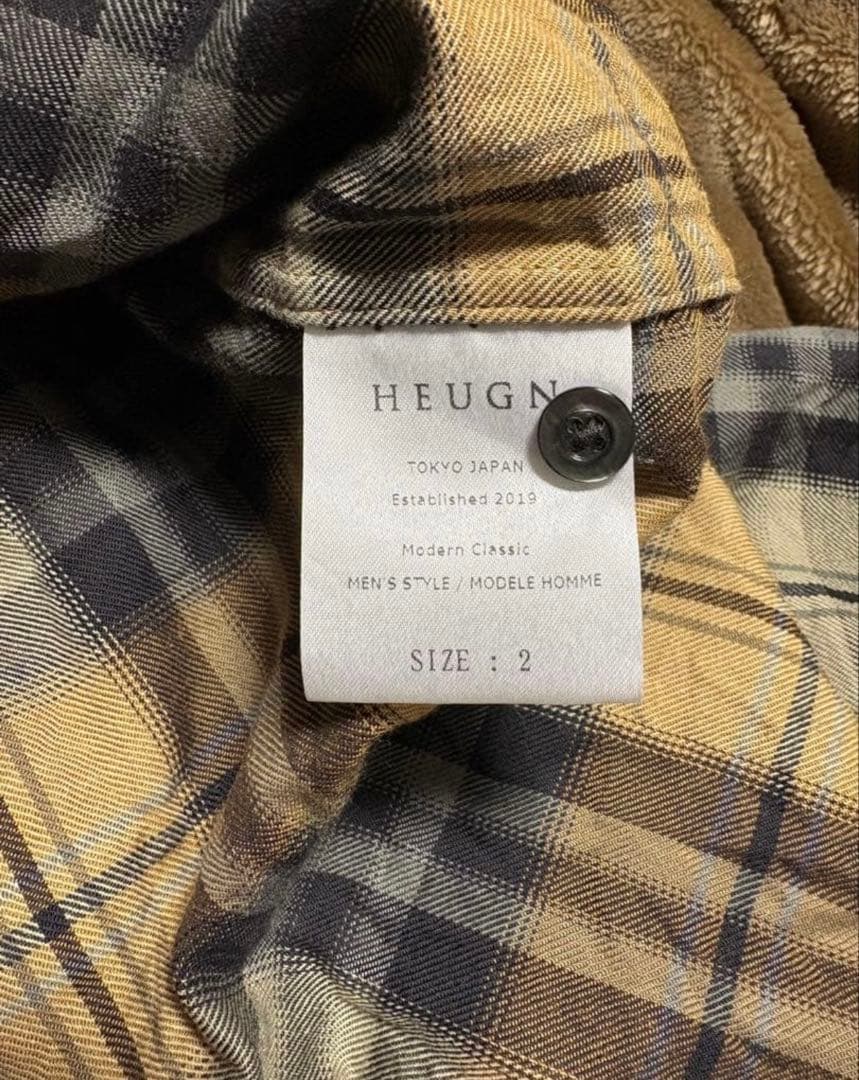 HEUGN
TOKYO JAPAN
Established 2019
Modern Classic
MEN'S STYLE / MODELE HOMME
SIZE : 2